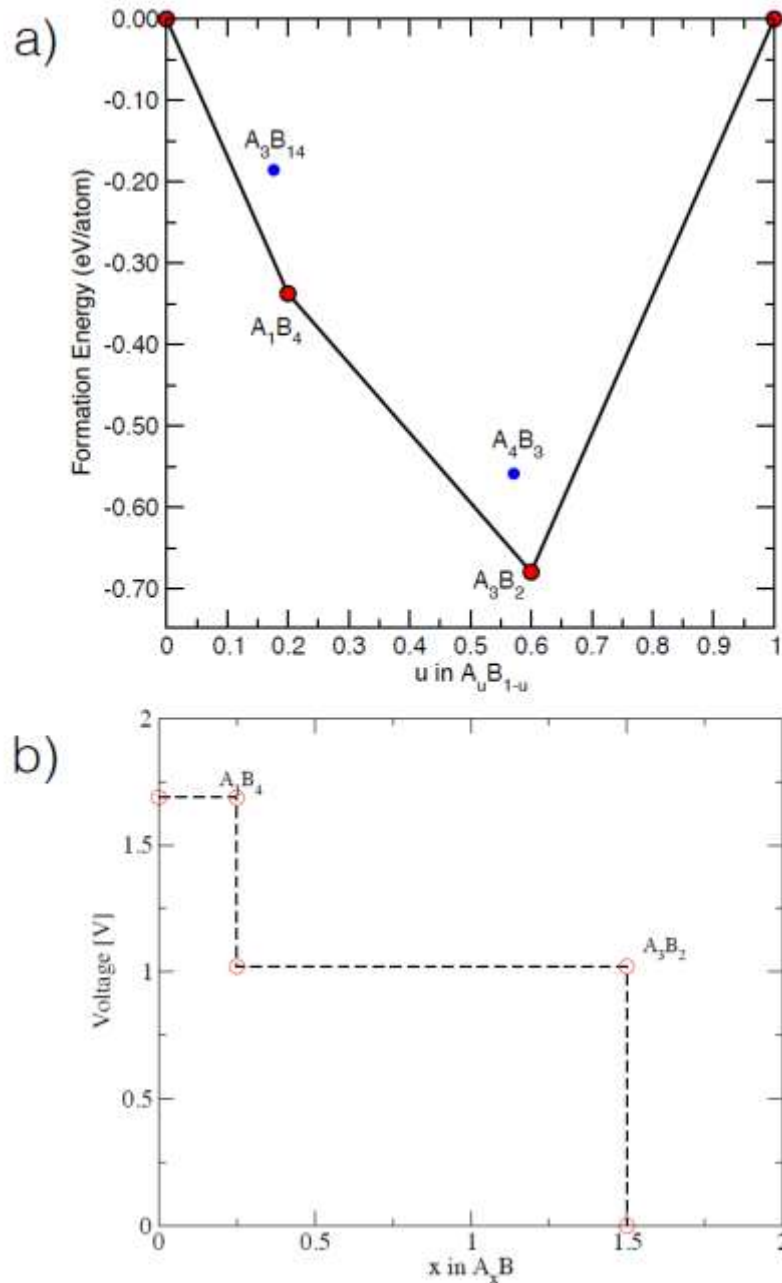 a)
0.00
-0.10
-0.20
-0.30
-0.40
-0.50
-0.60
-0.70
Formation Energy (eV/atom)
A₃B₁₄
A₁B₄
A₄B₃
A₃B₂
0 0.1 0.2 0.3 0.4 0.5 0.6 0.7 0.8 0.9 1
u in AᵤB₁₋ᵤ
b)
2
1.5
1
0.5
0
Voltage [V]
A₁B₄
A₃B₂
0 0.5 1 1.5 2
x in AₓB